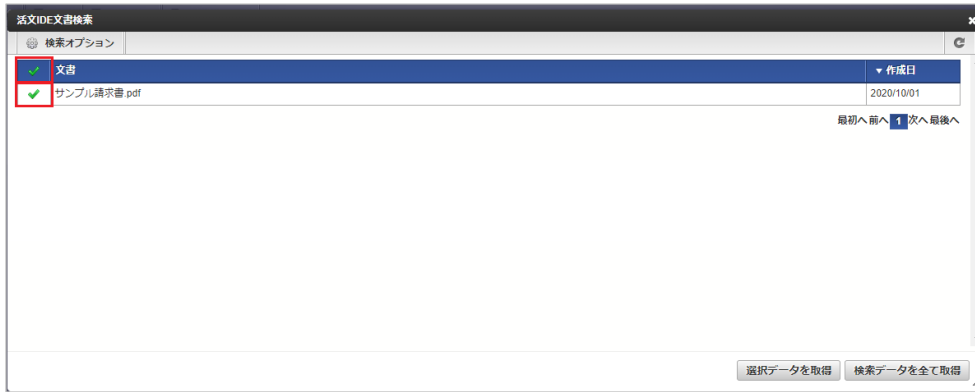 活文IDE文書検索
検索オプション
文書 作成日
サンプル請求書.pdf 2020/10/01
最初へ 前へ 1 次へ 最後へ
選択データを取得 検索データを全て取得